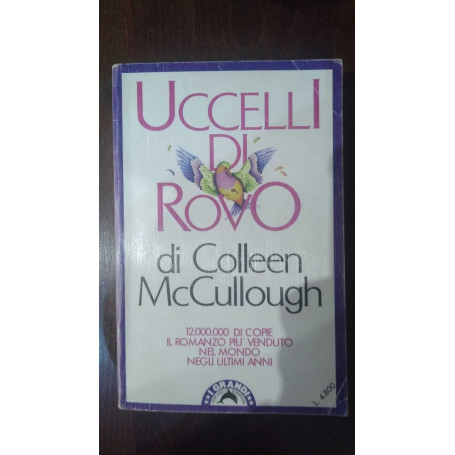 UCCELLI
DI
ROVO
di Colleen
McCullough
12.000.000 DI COPIE
IL ROMANZO PIU' VENDUTO
NEL MONDO
NEGLI ULTIMI ANNI
I GRANDI
L. 4.800